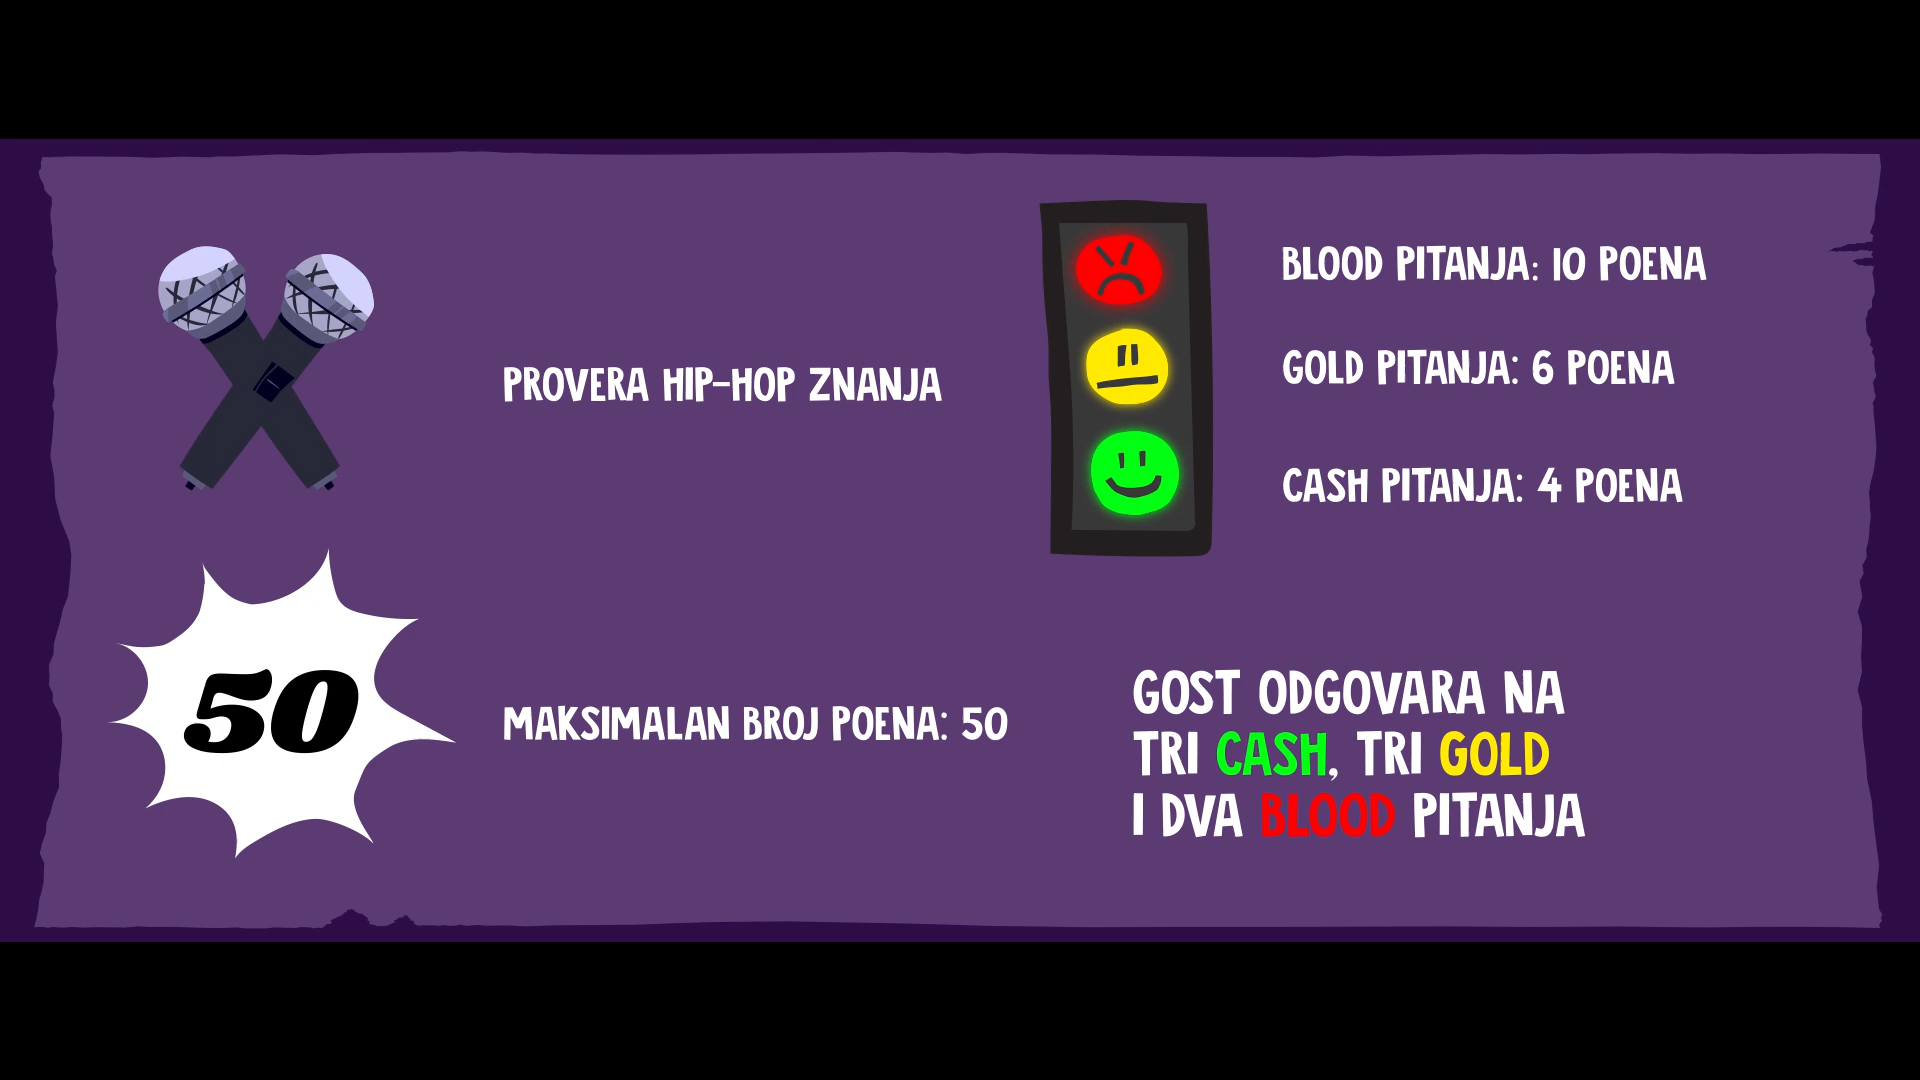 PROVERA HIP-HOP ZNANJA
BLOOD PITANJA: 10 POENA
GOLD PITANJA: 6 POENA
CASH PITANJA: 4 POENA
50
MAKSIMALAN BROJ POENA: 50
GOST ODGOVARA NA
TRI CASH, TRI GOLD
I DVA BLOOD PITANJA